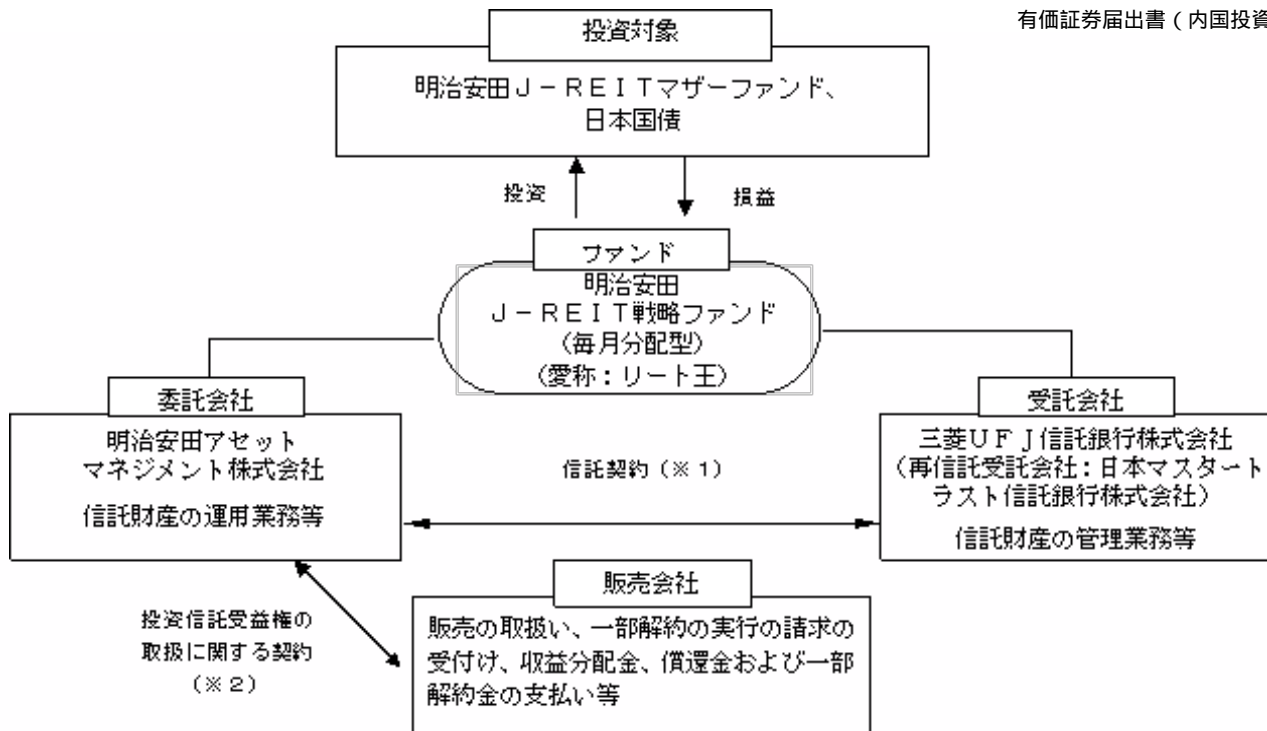 有価証券届出書(内国投資
投資対象
明治安田J-REITマザーファンド、
日本国債
投資
損益
ファンド
明治安田
J-REIT戦略ファンド
(毎月分配型)
(愛称:リート王)
委託会社
明治安田アセット
マネジメント株式会社
信託財産の運用業務等
信託契約(※1)
受託会社
三菱UFJ信託銀行株式会社
(再信託受託会社:日本マスタート
ラスト信託銀行株式会社)
信託財産の管理業務等
投資信託受益権の
取扱に関する契約
(※2)
販売会社
販売の取扱い、一部解約の実行の請求の
受付け、収益分配金、償還金および一部
解約金の支払い等